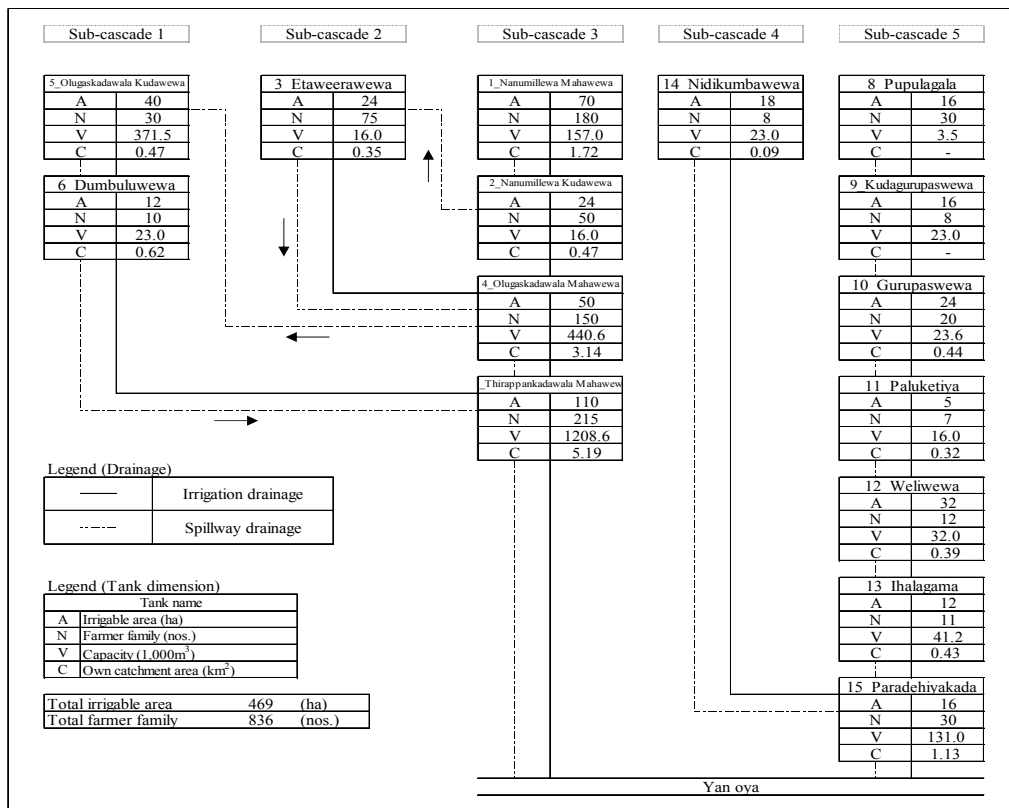 Sub-cascade 1
Sub-cascade 2
Sub-cascade 3
Sub-cascade 4
Sub-cascade 5
5_Olugaskadawala Kudawewa
A 40
N 30
V 371.5
C 0.47
6 Dumbuluwewa
A 12
N 10
V 23.0
C 0.62
3 Etaweerawewa
A 24
N 75
V 16.0
C 0.35
1_Nanumillewa Mahawewa
A 70
N 180
V 157.0
C 1.72
2_Nanumillewa Kudawewa
A 24
N 50
V 16.0
C 0.47
4_Olugaskadawala Mahawewa
A 50
N 150
V 440.6
C 3.14
_Thirappankadawala Mahawew
A 110
N 215
V 1208.6
C 5.19
14 Nidikumbawewa
A 18
N 8
V 23.0
C 0.09
8 Pupulagala
A 16
N 30
V 3.5
C -
9_Kudagurupaswewa
A 16
N 8
V 23.0
C -
10 Gurupaswewa
A 24
N 20
V 23.6
C 0.44
11 Paluketiya
A 5
N 7
V 16.0
C 0.32
12 Weliwewa
A 32
N 12
V 32.0
C 0.39
13 Ihalagama
A 12
N 11
V 41.2
C 0.43
15 Paradehiyakada
A 16
N 30
V 131.0
C 1.13
Legend (Drainage)
Irrigation drainage
Spillway drainage
Legend (Tank dimension)
Tank name
A Irrigable area (ha)
N Farmer family (nos.)
V Capacity (1,000m³)
C Own catchment area (km²)
Total irrigable area 469 (ha)
Total farmer family 836 (nos.)
Yan oya